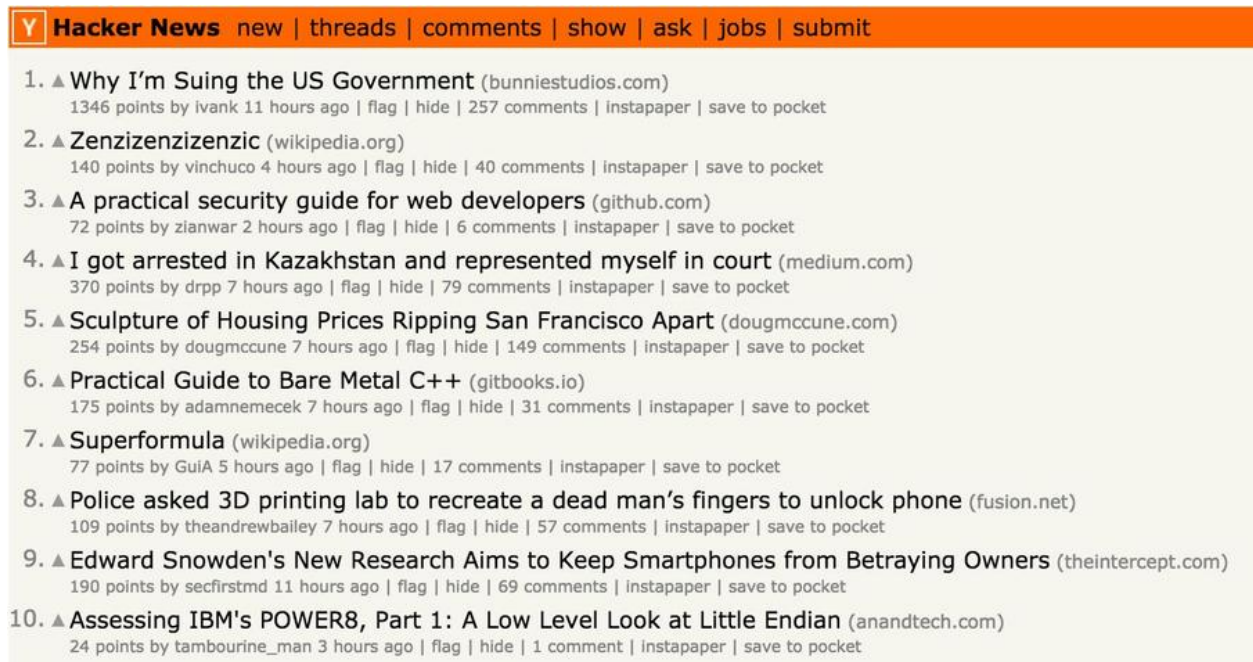 Y Hacker News new | threads | comments | show | ask | jobs | submit
1. ▲ Why I’m Suing the US Government (bunniestudios.com)
1346 points by ivank 11 hours ago | flag | hide | 257 comments | instapaper | save to pocket
2. ▲ Zenzizenzizenzic (wikipedia.org)
140 points by vinchuco 4 hours ago | flag | hide | 40 comments | instapaper | save to pocket
3. ▲ A practical security guide for web developers (github.com)
72 points by zianwar 2 hours ago | flag | hide | 6 comments | instapaper | save to pocket
4. ▲ I got arrested in Kazakhstan and represented myself in court (medium.com)
370 points by drpp 7 hours ago | flag | hide | 79 comments | instapaper | save to pocket
5. ▲ Sculpture of Housing Prices Ripping San Francisco Apart (dougmccune.com)
254 points by dougmccune 7 hours ago | flag | hide | 149 comments | instapaper | save to pocket
6. ▲ Practical Guide to Bare Metal C++ (gitbooks.io)
175 points by adamnemecek 7 hours ago | flag | hide | 31 comments | instapaper | save to pocket
7. ▲ Superformula (wikipedia.org)
77 points by GuiA 5 hours ago | flag | hide | 17 comments | instapaper | save to pocket
8. ▲ Police asked 3D printing lab to recreate a dead man’s fingers to unlock phone (fusion.net)
109 points by theandrewbailey 7 hours ago | flag | hide | 57 comments | instapaper | save to pocket
9. ▲ Edward Snowden's New Research Aims to Keep Smartphones from Betraying Owners (theintercept.com)
190 points by secfirstmd 11 hours ago | flag | hide | 69 comments | instapaper | save to pocket
10. ▲ Assessing IBM's POWER8, Part 1: A Low Level Look at Little Endian (anandtech.com)
24 points by tambourine_man 3 hours ago | flag | hide | 1 comment | instapaper | save to pocket